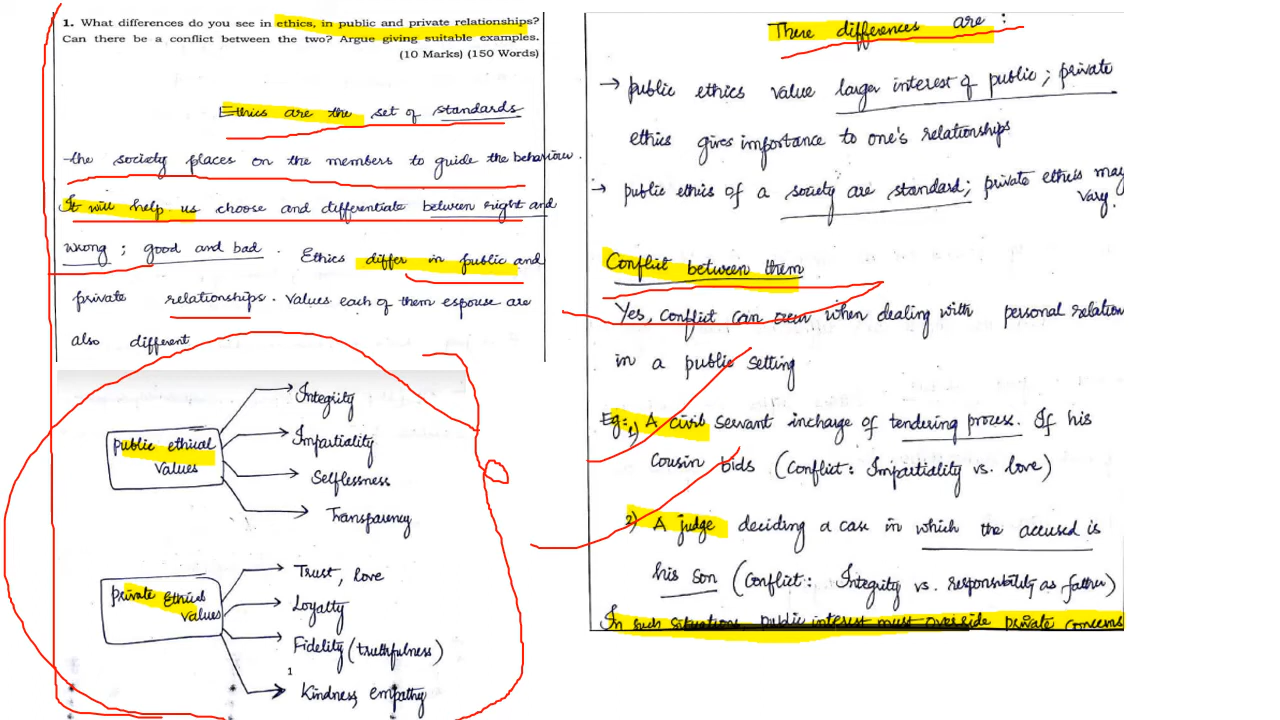 1. What differences do you see in ethics, in public and private relationships?
Can there be a conflict between the two? Argue giving suitable examples.
(10 Marks) (150 Words)
Ethics are the set of standards
the society places on the members to guide the behaviour.
It will help us choose and differentiate between right and
wrong ; good and bad . Ethics differ in public and
private relationships. Values each of them espouse are
also different
public ethical
values
Integrity
Impartiality
Selflessness
Transparency
private Ethical
values
Trust, love
Loyalty
Fidelity (truthfulness)
1
Kindness, empathy
There differences are :
→ public ethics value larger interest of public ; private
ethics gives importance to one's relationships
→ public ethics of a society are standard; private ethics may
vary.
Conflict between them
Yes, conflict can occur when dealing with personal relation
in a public setting
Eg:- 1) A civil servant incharge of tendering process. If his
cousin bids (Conflict: Impartiality vs. love)
2) A judge deciding a case in which the accused is
his son (Conflict: Integrity vs. responsibility as father)
In such situations, public interest must override private concerns